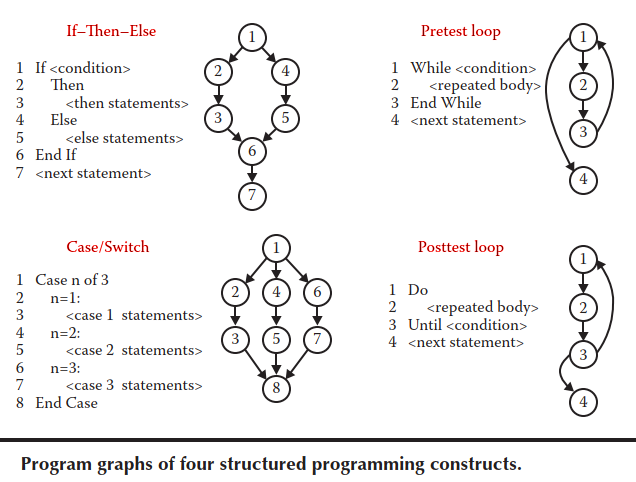 If–Then–Else
1 If <condition>
2 Then
3 <then statements>
4 Else
5 <else statements>
6 End If
7 <next statement>
1
2 4
3 5
6
7
Pretest loop
1 While <condition>
2 <repeated body>
3 End While
4 <next statement>
1
2
3
4
Case/Switch
1 Case n of 3
2 n=1:
3 <case 1 statements>
4 n=2:
5 <case 2 statements>
6 n=3:
7 <case 3 statements>
8 End Case
1
2 4 6
3 5 7
8
Posttest loop
1 Do
2 <repeated body>
3 Until <condition>
4 <next statement>
1
2
3
4
Program graphs of four structured programming constructs.